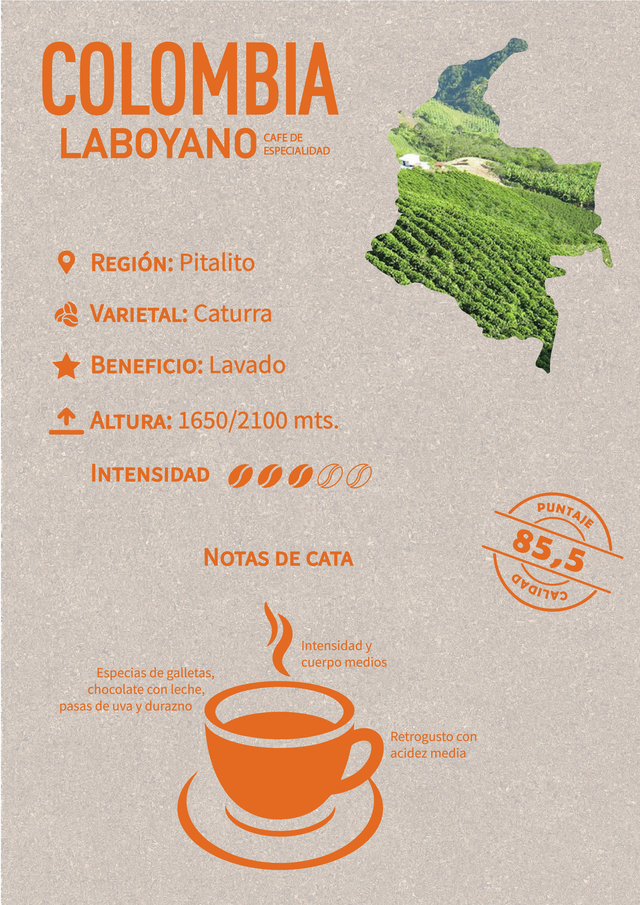 COLOMBIA
LABOYANO
CAFE DE
ESPECIALIDAD
REGIÓN: Pitalito
VARIETAL: Caturra
BENEFICIO: Lavado
ALTURA: 1650/2100 mts.
INTENSIDAD
PUNTAJE
85,5
CALIDAD
NOTAS DE CATA
Intensidad y
cuerpo medios
Especias de galletas,
chocolate con leche,
pasas de uva y durazno
Retrogusto con
acidez media